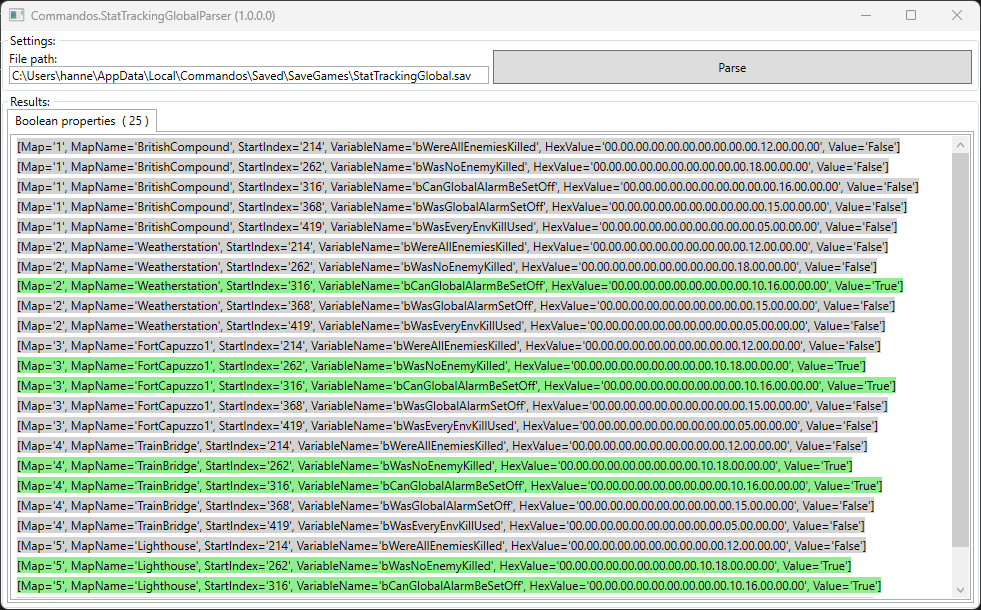 Commandos.StatTrackingGlobalParser (1.0.0.0)
Settings:
File path:
C:\Users\hanne\AppData\Local\Commandos\Saved\SaveGames\StatTrackingGlobal.sav
Parse
Results:
Boolean properties ( 25 )
[Map='1', MapName='BritishCompound', StartIndex='214', VariableName='bWereAllEnemiesKilled', HexValue='00.00.00.00.00.00.00.00.00.12.00.00.00', Value='False']
[Map='1', MapName='BritishCompound', StartIndex='262', VariableName='bWasNoEnemyKilled', HexValue='00.00.00.00.00.00.00.00.00.18.00.00.00', Value='False']
[Map='1', MapName='BritishCompound', StartIndex='316', VariableName='bCanGlobalAlarmBeSetOff', HexValue='00.00.00.00.00.00.00.00.00.16.00.00.00', Value='False']
[Map='1', MapName='BritishCompound', StartIndex='368', VariableName='bWasGlobalAlarmSetOff', HexValue='00.00.00.00.00.00.00.00.00.15.00.00.00', Value='False']
[Map='1', MapName='BritishCompound', StartIndex='419', VariableName='bWasEveryEnvKillUsed', HexValue='00.00.00.00.00.00.00.00.00.05.00.00.00', Value='False']
[Map='2', MapName='Weatherstation', StartIndex='214', VariableName='bWereAllEnemiesKilled', HexValue='00.00.00.00.00.00.00.00.00.12.00.00.00', Value='False']
[Map='2', MapName='Weatherstation', StartIndex='262', VariableName='bWasNoEnemyKilled', HexValue='00.00.00.00.00.00.00.00.00.18.00.00.00', Value='False']
[Map='2', MapName='Weatherstation', StartIndex='316', VariableName='bCanGlobalAlarmBeSetOff', HexValue='00.00.00.00.00.00.00.00.10.16.00.00.00', Value='True']
[Map='2', MapName='Weatherstation', StartIndex='368', VariableName='bWasGlobalAlarmSetOff', HexValue='00.00.00.00.00.00.00.00.00.15.00.00.00', Value='False']
[Map='2', MapName='Weatherstation', StartIndex='419', VariableName='bWasEveryEnvKillUsed', HexValue='00.00.00.00.00.00.00.00.00.05.00.00.00', Value='False']
[Map='3', MapName='FortCapuzzo1', StartIndex='214', VariableName='bWereAllEnemiesKilled', HexValue='00.00.00.00.00.00.00.00.00.12.00.00.00', Value='False']
[Map='3', MapName='FortCapuzzo1', StartIndex='262', VariableName='bWasNoEnemyKilled', HexValue='00.00.00.00.00.00.00.00.10.18.00.00.00', Value='True']
[Map='3', MapName='FortCapuzzo1', StartIndex='316', VariableName='bCanGlobalAlarmBeSetOff', HexValue='00.00.00.00.00.00.00.00.10.16.00.00.00', Value='True']
[Map='3', MapName='FortCapuzzo1', StartIndex='368', VariableName='bWasGlobalAlarmSetOff', HexValue='00.00.00.00.00.00.00.00.00.15.00.00.00', Value='False']
[Map='3', MapName='FortCapuzzo1', StartIndex='419', VariableName='bWasEveryEnvKillUsed', HexValue='00.00.00.00.00.00.00.00.00.05.00.00.00', Value='False']
[Map='4', MapName='TrainBridge', StartIndex='214', VariableName='bWereAllEnemiesKilled', HexValue='00.00.00.00.00.00.00.00.00.12.00.00.00', Value='False']
[Map='4', MapName='TrainBridge', StartIndex='262', VariableName='bWasNoEnemyKilled', HexValue='00.00.00.00.00.00.00.00.10.18.00.00.00', Value='True']
[Map='4', MapName='TrainBridge', StartIndex='316', VariableName='bCanGlobalAlarmBeSetOff', HexValue='00.00.00.00.00.00.00.00.10.16.00.00.00', Value='True']
[Map='4', MapName='TrainBridge', StartIndex='368', VariableName='bWasGlobalAlarmSetOff', HexValue='00.00.00.00.00.00.00.00.00.15.00.00.00', Value='False']
[Map='4', MapName='TrainBridge', StartIndex='419', VariableName='bWasEveryEnvKillUsed', HexValue='00.00.00.00.00.00.00.00.00.05.00.00.00', Value='False']
[Map='5', MapName='Lighthouse', StartIndex='214', VariableName='bWereAllEnemiesKilled', HexValue='00.00.00.00.00.00.00.00.00.12.00.00.00', Value='False']
[Map='5', MapName='Lighthouse', StartIndex='262', VariableName='bWasNoEnemyKilled', HexValue='00.00.00.00.00.00.00.00.10.18.00.00.00', Value='True']
[Map='5', MapName='Lighthouse', StartIndex='316', VariableName='bCanGlobalAlarmBeSetOff', HexValue='00.00.00.00.00.00.00.00.10.16.00.00.00', Value='True']